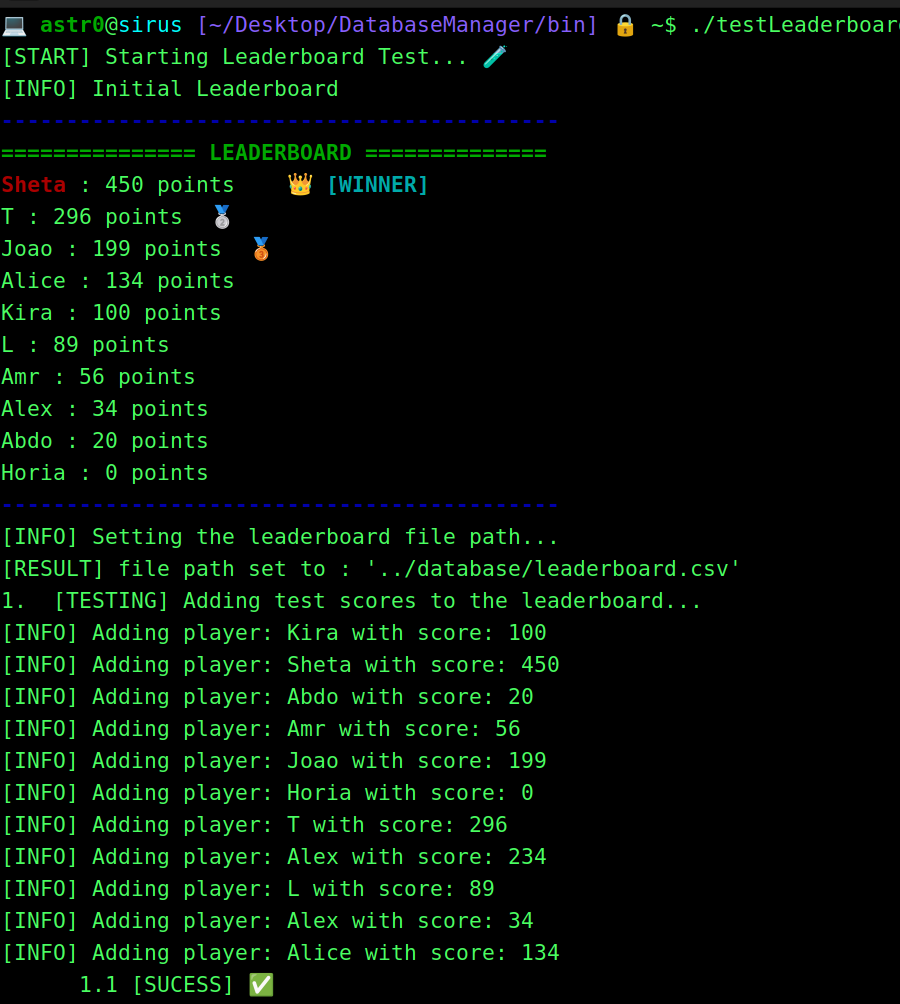 💻 astr0@sirus [~/Desktop/DatabaseManager/bin] 🔒 ~$ ./testLeaderboar
[START] Starting Leaderboard Test... 🧪
[INFO] Initial Leaderboard
-------------------------------------------
=============== LEADERBOARD ==============
Sheta : 450 points    👑 [WINNER]
T : 296 points  🥈
Joao : 199 points  🥉
Alice : 134 points
Kira : 100 points
L : 89 points
Amr : 56 points
Alex : 34 points
Abdo : 20 points
Horia : 0 points
-------------------------------------------
[INFO] Setting the leaderboard file path...
[RESULT] file path set to : '../database/leaderboard.csv'
1.  [TESTING] Adding test scores to the leaderboard...
[INFO] Adding player: Kira with score: 100
[INFO] Adding player: Sheta with score: 450
[INFO] Adding player: Abdo with score: 20
[INFO] Adding player: Amr with score: 56
[INFO] Adding player: Joao with score: 199
[INFO] Adding player: Horia with score: 0
[INFO] Adding player: T with score: 296
[INFO] Adding player: Alex with score: 234
[INFO] Adding player: L with score: 89
[INFO] Adding player: Alex with score: 34
[INFO] Adding player: Alice with score: 134
      1.1 [SUCESS] ✅